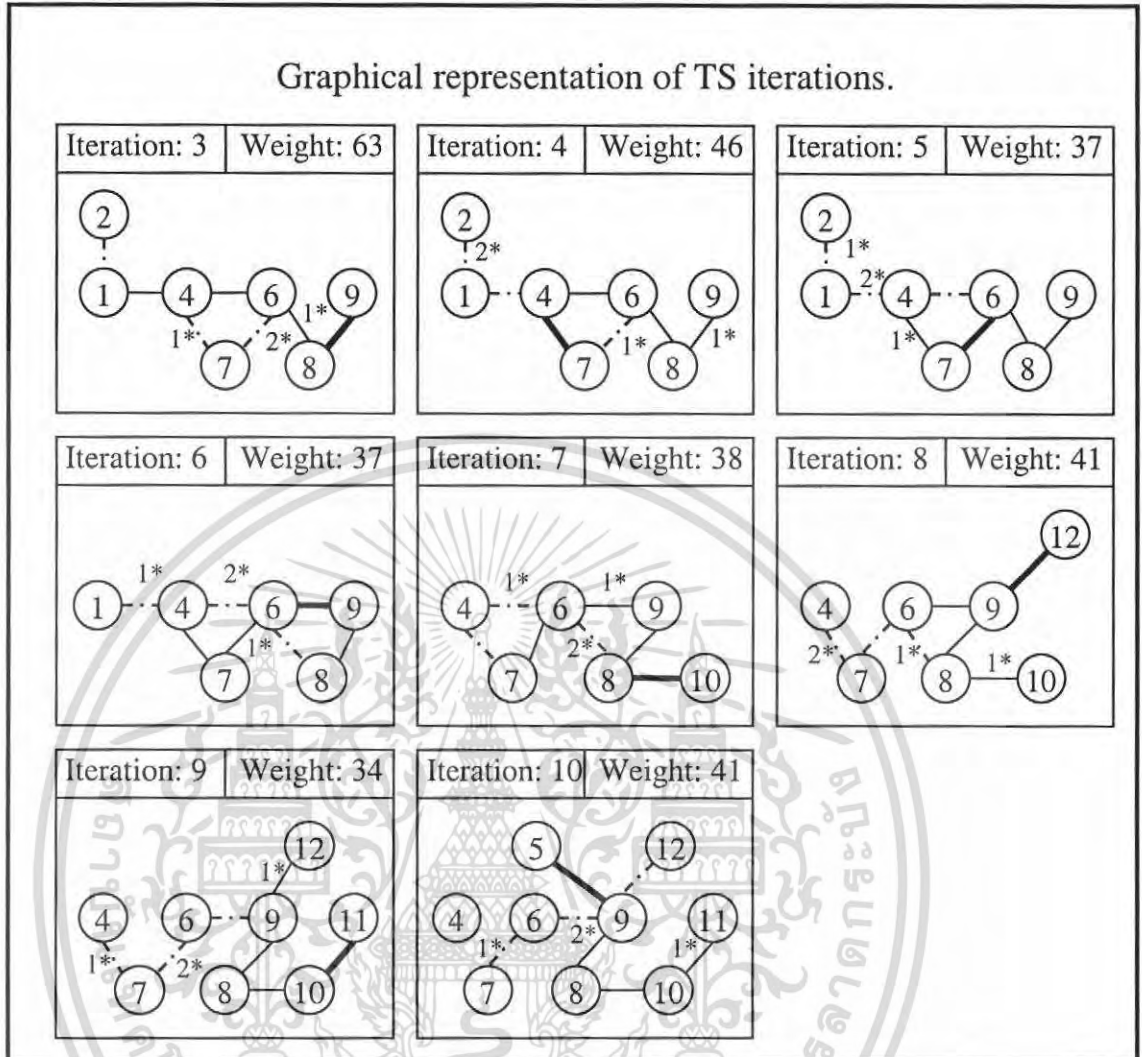 Graphical representation of TS iterations.
Iteration: 3 Weight: 63
2
1 4 6 9
1* 2* 1*
7 8
Iteration: 4 Weight: 46
2
2*
1 4 6 9
1* 1*
7 8
Iteration: 5 Weight: 37
2
1*
2*
1 4 6 9
1*
7 8
Iteration: 6 Weight: 37
1* 2*
1 4 6 9
1*
7 8
Iteration: 7 Weight: 38
1* 1*
4 6 9
2*
7 8 10
Iteration: 8 Weight: 41
12
4 6 9
2* 1* 1*
7 8 10
Iteration: 9 Weight: 34
12
1*
4 6 9 11
1* 2*
7 8 10
Iteration: 10 Weight: 41
5 12
4 6 9 11
1* 2* 1*
7 8 10